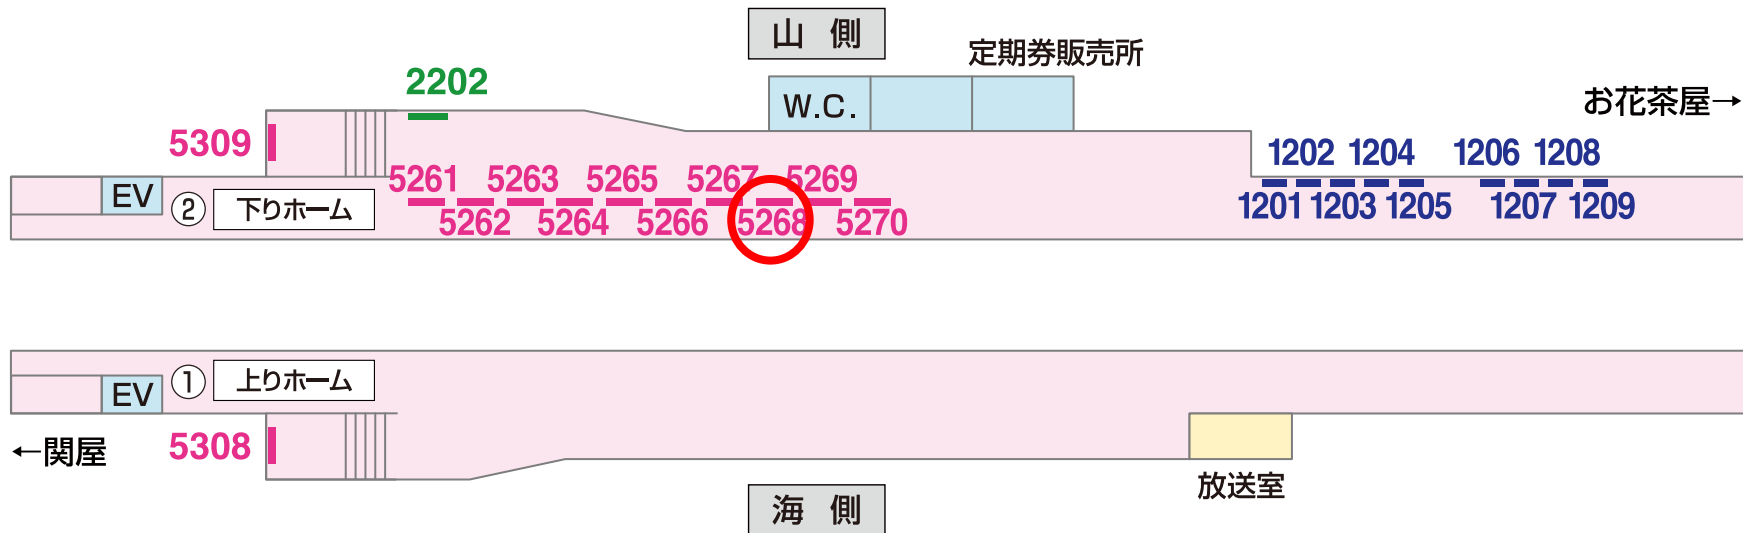 山 側
定期券販売所
2202
W.C.
お花茶屋→
5309
1202 1204 1206 1208
5261 5263 5265 5267 5269
EV ② 下りホーム
1201 1203 1205 1207 1209
5262 5264 5266 5268 5270
EV ① 上りホーム
←関屋
5308
放送室
海 側